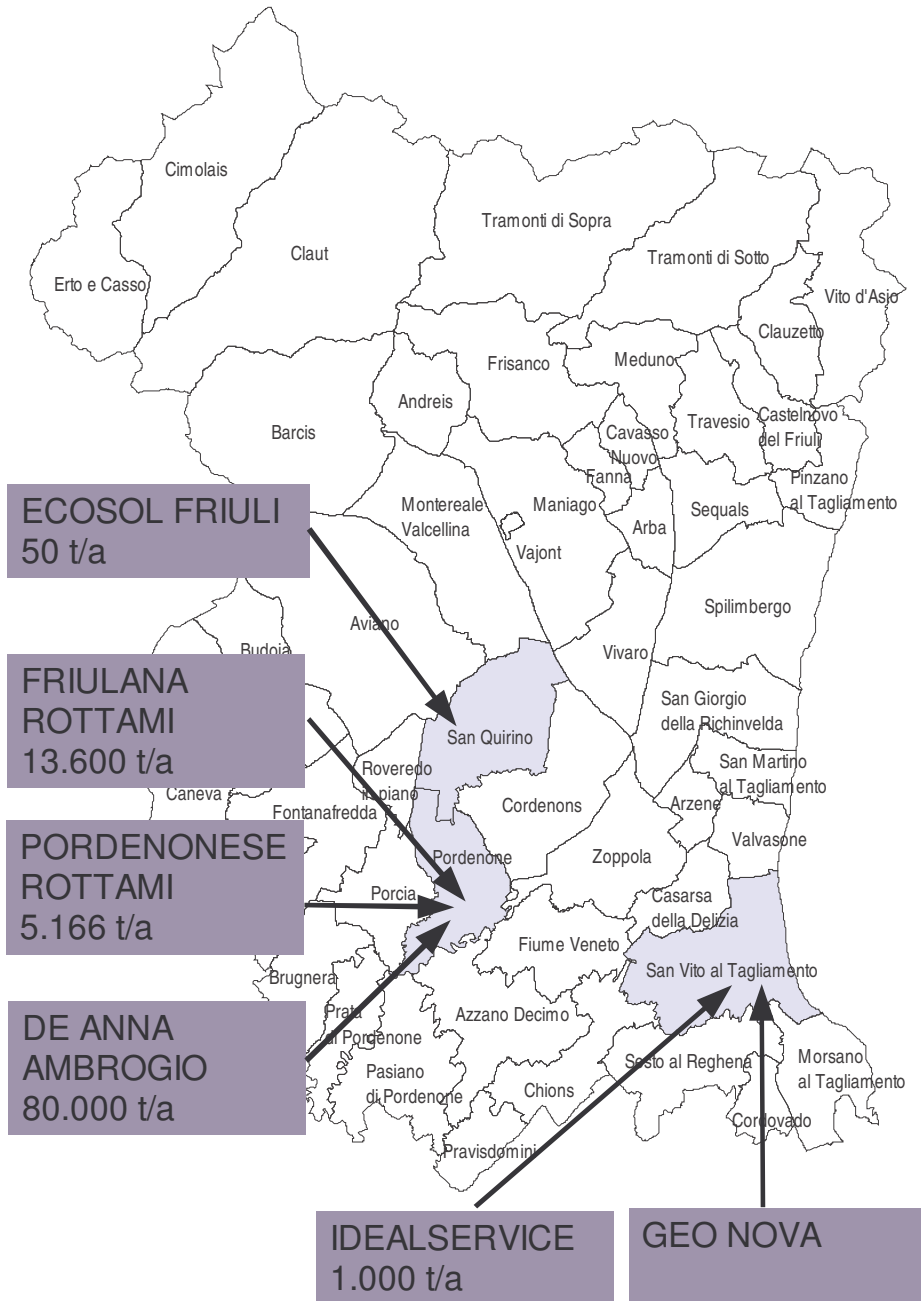 Cimolais
Tramonti di Sopra
Claut
Tramonti di Sotto
Erto e Casso
Vito d'Asio
Clauzetto
Frisanco
Meduno
Andreis
Barcis
Travesio
Castelnovo
del Friuli
Cavasso
Nuovo
Fanna
Pinzano
al Tagliamento
Montereale
Valcellina
Maniago
Sequals
Arba
Vajont
ECOSOL FRIULI
50 t/a
Spilimbergo
Aviano
Budoia
Vivaro
FRIULANA
ROTTAMI
13.600 t/a
San Giorgio
della Richinvelda
San Quirino
San Martino
al Tagliamento
Roveredo
in piano
Caneva
Fontanafredda
Cordenons
Arzene
Valvasone
PORDENONESE
ROTTAMI
5.166 t/a
Pordenone
Zoppola
Porcia
Casarsa
della Delizia
Fiume Veneto
San Vito al Tagliamento
Brugnera
Prata
di Pordenone
Azzano Decimo
DE ANNA
AMBROGIO
80.000 t/a
Pasiano
di Pordenone
Sesto al Reghena
Morsano
al Tagliamento
Chions
Cordovado
Pravisdomini
IDEALSERVICE
1.000 t/a
GEO NOVA